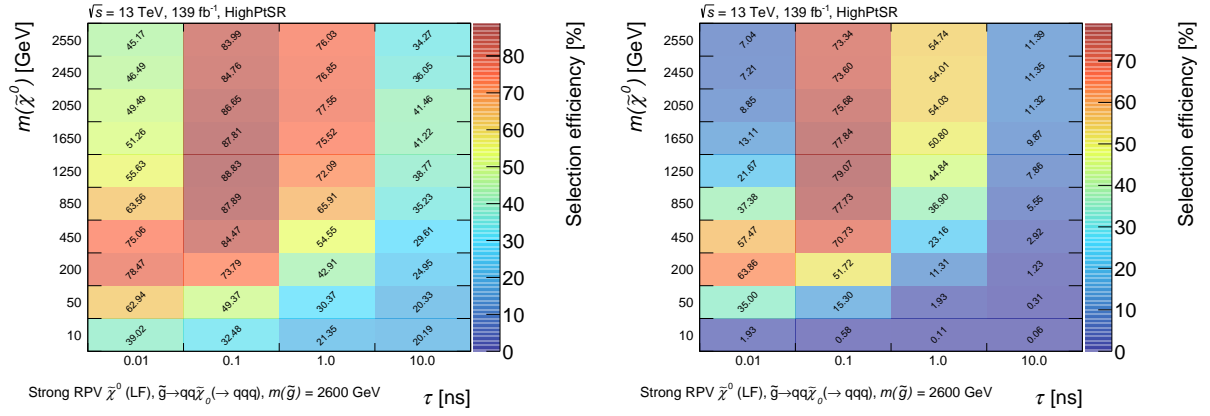 √s = 13 TeV, 139 fb⁻¹, HighPtSR
m(χ̃⁰) [GeV]
2550 45.17 83.99 76.03 34.27
2450 46.49 84.76 76.85 36.05
2050 49.49 86.65 77.55 41.46
1650 51.26 87.81 75.52 41.22
1250 55.63 88.83 72.09 38.77
850 63.56 87.89 65.91 35.23
450 75.06 84.47 54.55 29.61
200 78.47 73.79 42.91 24.95
50 62.94 49.37 30.37 20.33
10 39.02 32.48 21.35 20.19
0.01 0.1 1.0 10.0
τ [ns]
Strong RPV χ̃⁰ (LF), g̃→qqχ̃₀(→ qqq), m(g̃) = 2600 GeV
80
70
60
50
40
30
20
10
0
Selection efficiency [%]
√s = 13 TeV, 139 fb⁻¹, HighPtSR
m(χ̃⁰) [GeV]
2550 7.04 73.34 54.74 11.39
2450 7.21 73.60 54.01 11.35
2050 8.85 75.68 54.03 11.32
1650 13.11 77.84 50.80 9.87
1250 21.67 79.07 44.84 7.86
850 37.38 77.73 36.90 5.55
450 57.47 70.73 23.16 2.92
200 63.86 51.72 11.31 1.23
50 35.00 15.30 1.93 0.31
10 1.93 0.58 0.11 0.06
0.01 0.1 1.0 10.0
τ [ns]
Strong RPV χ̃⁰ (LF), g̃→qqχ̃₀(→ qqq), m(g̃) = 2600 GeV
70
60
50
40
30
20
10
0
Selection efficiency [%]